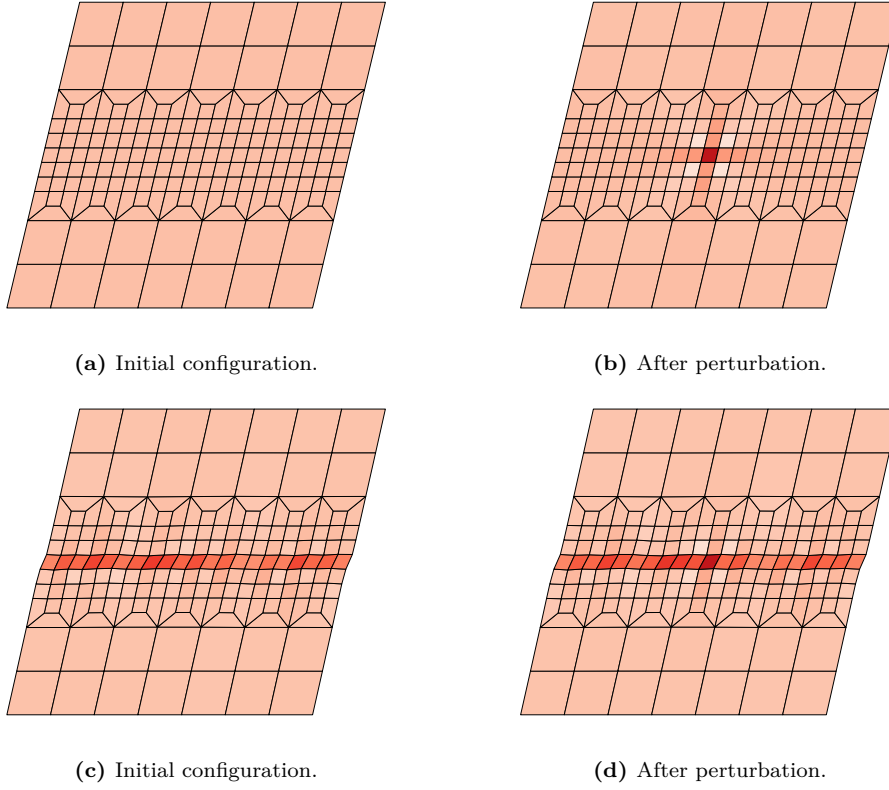 (a) Initial configuration.
(b) After perturbation.
(c) Initial configuration.
(d) After perturbation.